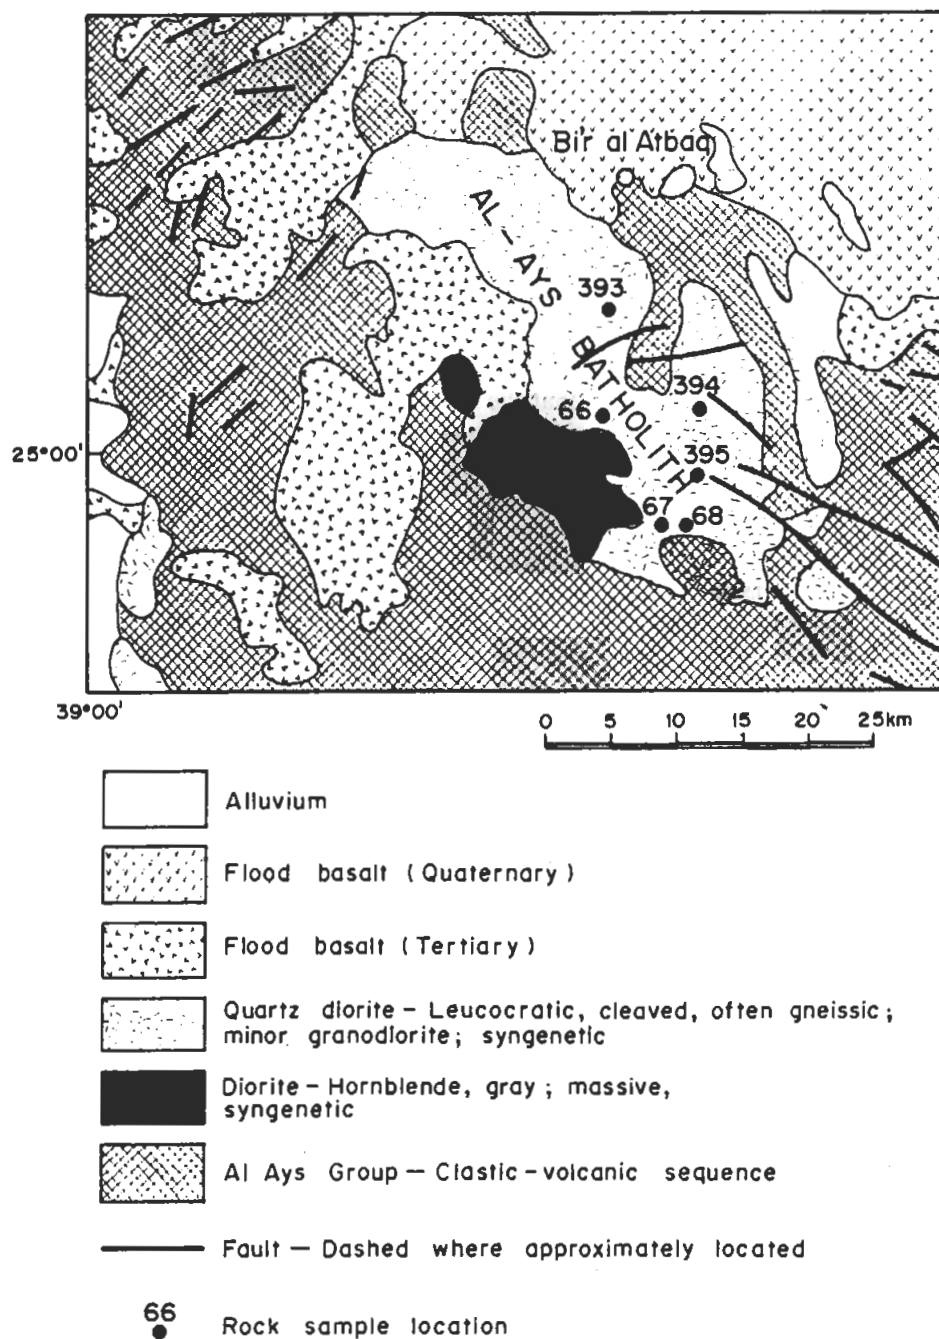 Bi'r al Atbaq
AL-AYS BATHOLITH
393
394
66
395
67
68
25°00'
39°00'
0 5 10 15 20 25km
Alluvium
Flood basalt (Quaternary)
Flood basalt (Tertiary)
Quartz diorite – Leucocratic, cleaved, often gneissic;
minor granodiorite; syngenetic
Diorite – Hornblende, gray; massive,
syngenetic
Al Ays Group – Clastic-volcanic sequence
Fault – Dashed where approximately located
66
Rock sample location